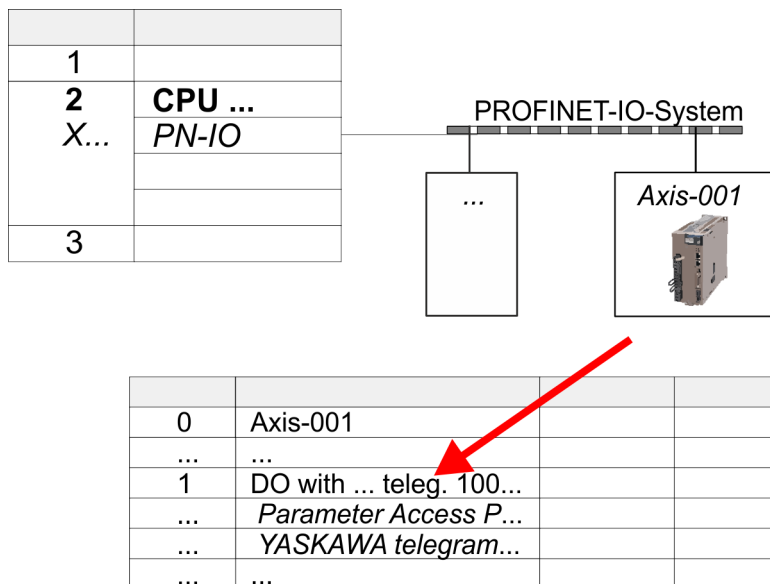 1
2 CPU ...
X... PN-IO
3
PROFINET-IO-System
...
Axis-001
0 Axis-001
... ...
1 DO with ... teleg. 100...
... Parameter Access P...
... YASKAWA telegram...
... ...